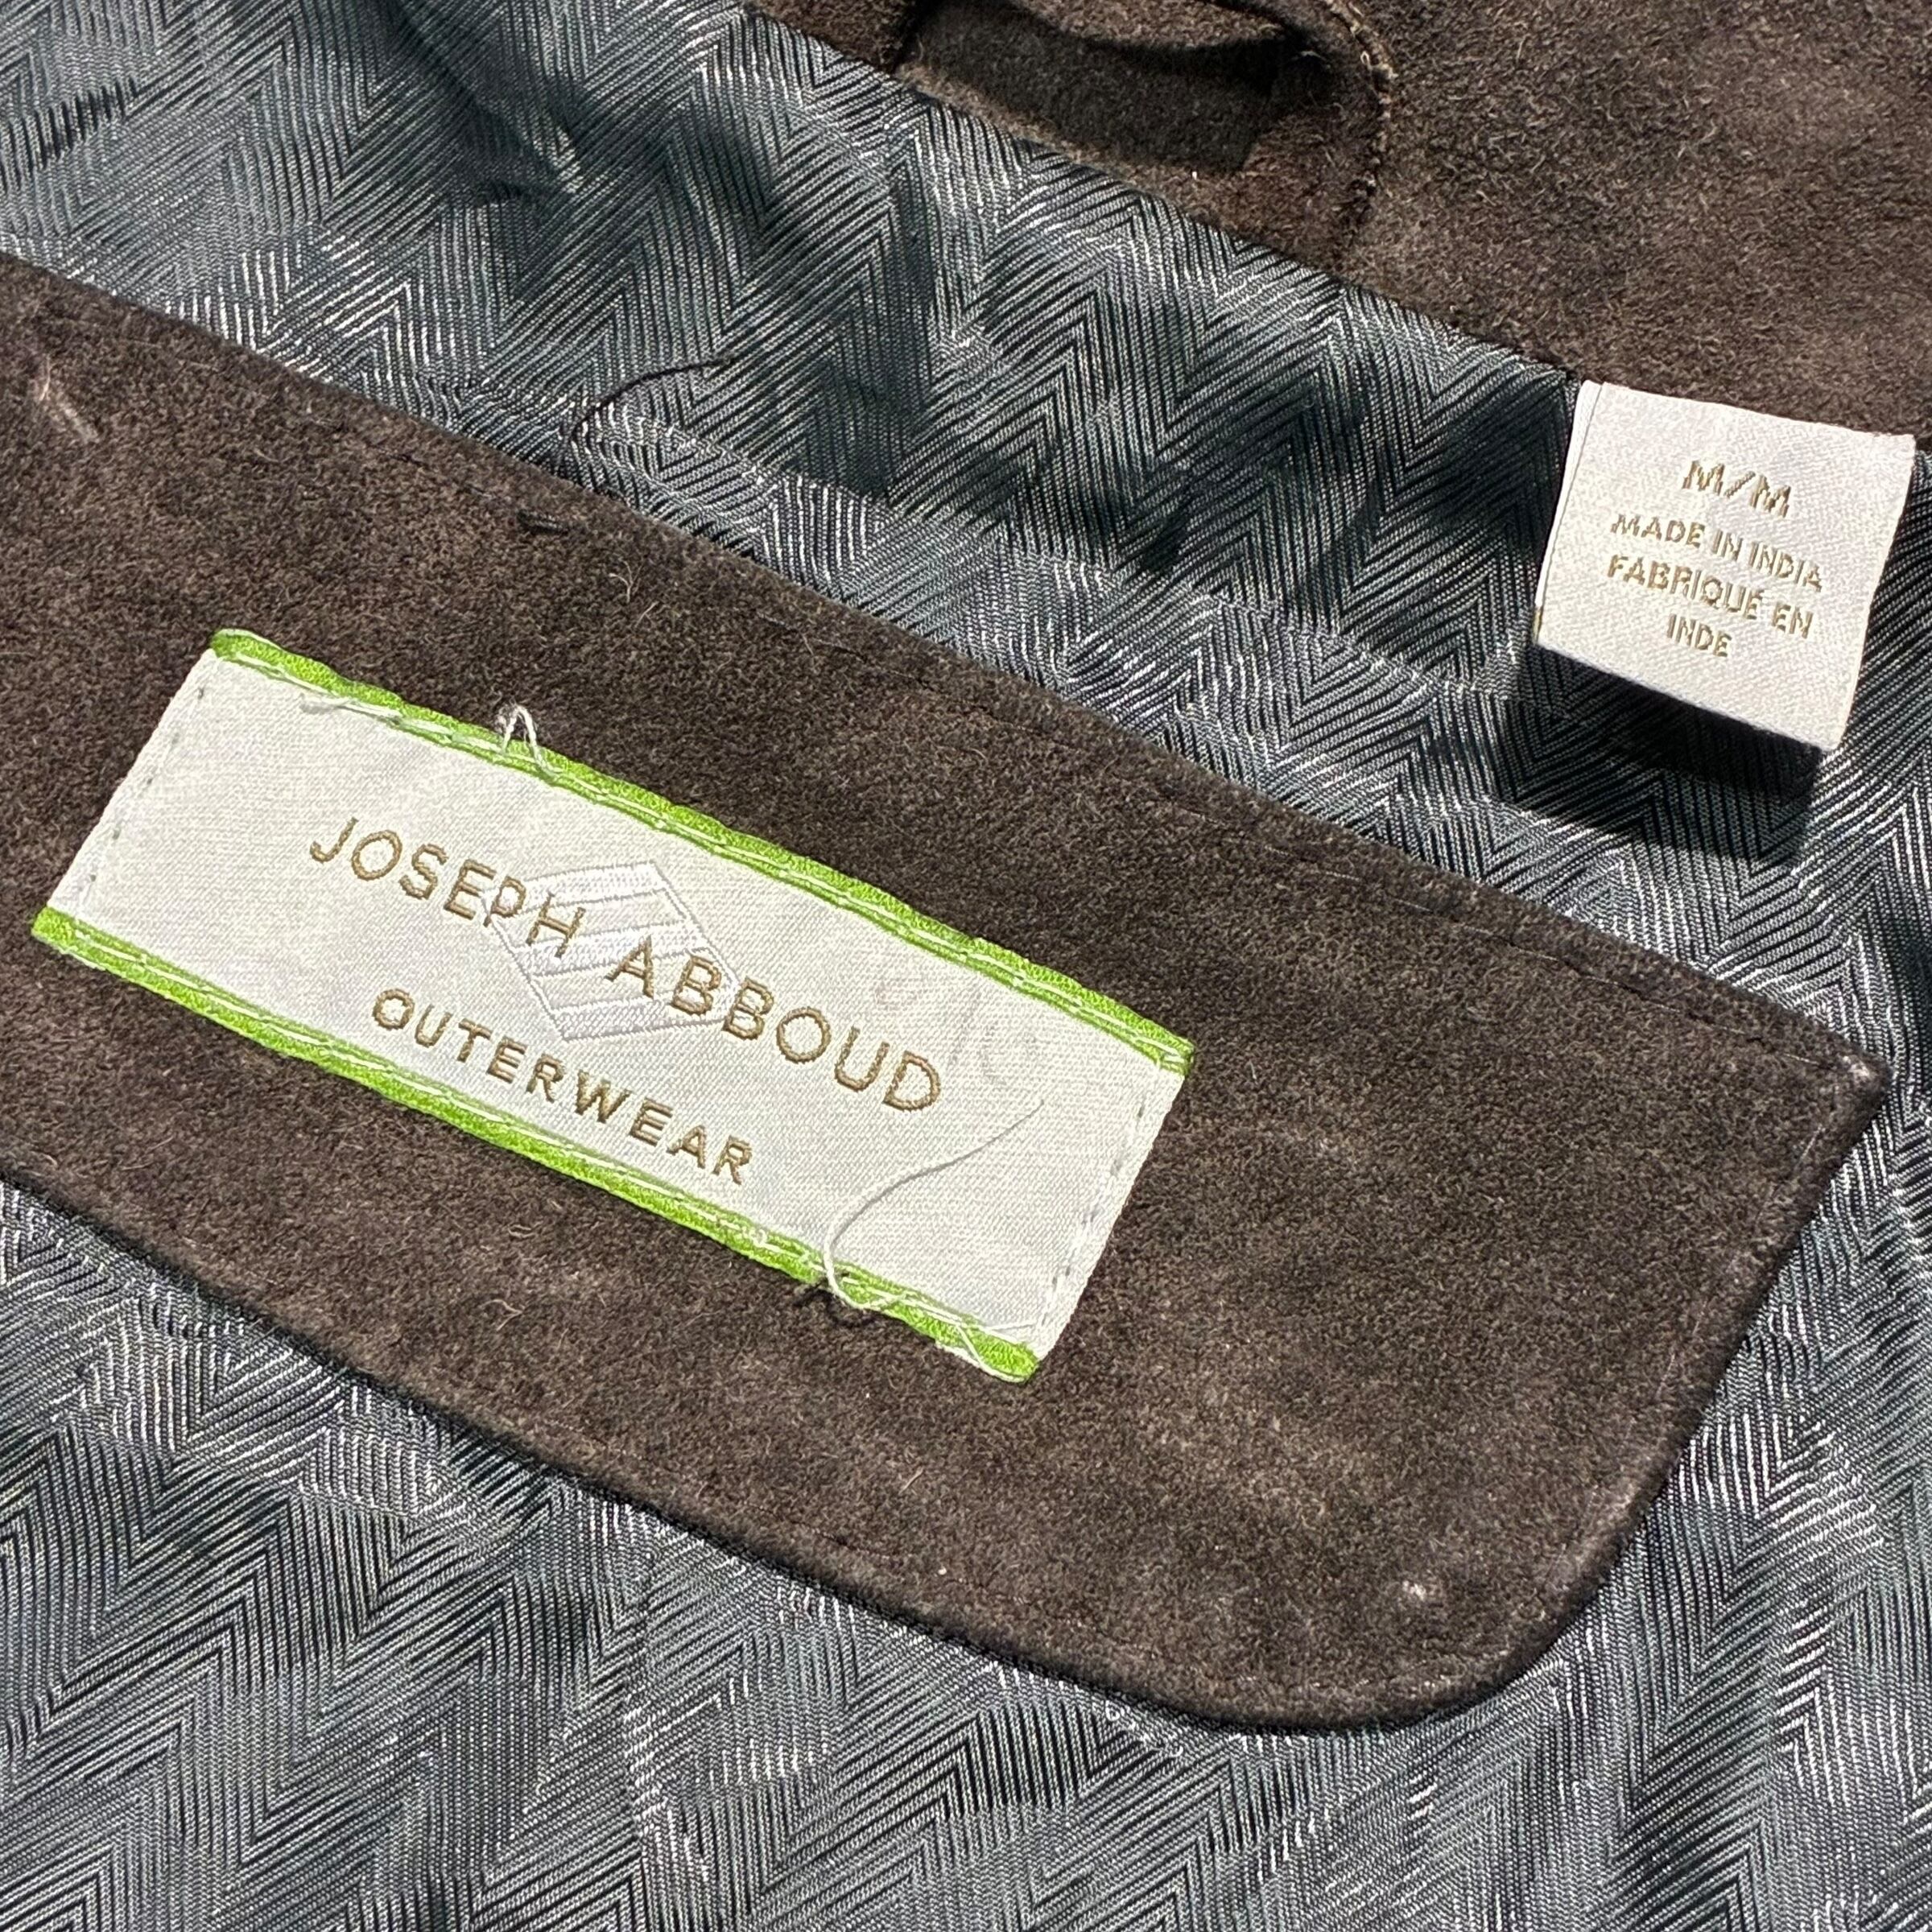 M/M
MADE IN INDIA
FABRIQUÉ EN
INDE
JOSEPH ABBOUD
OUTERWEAR